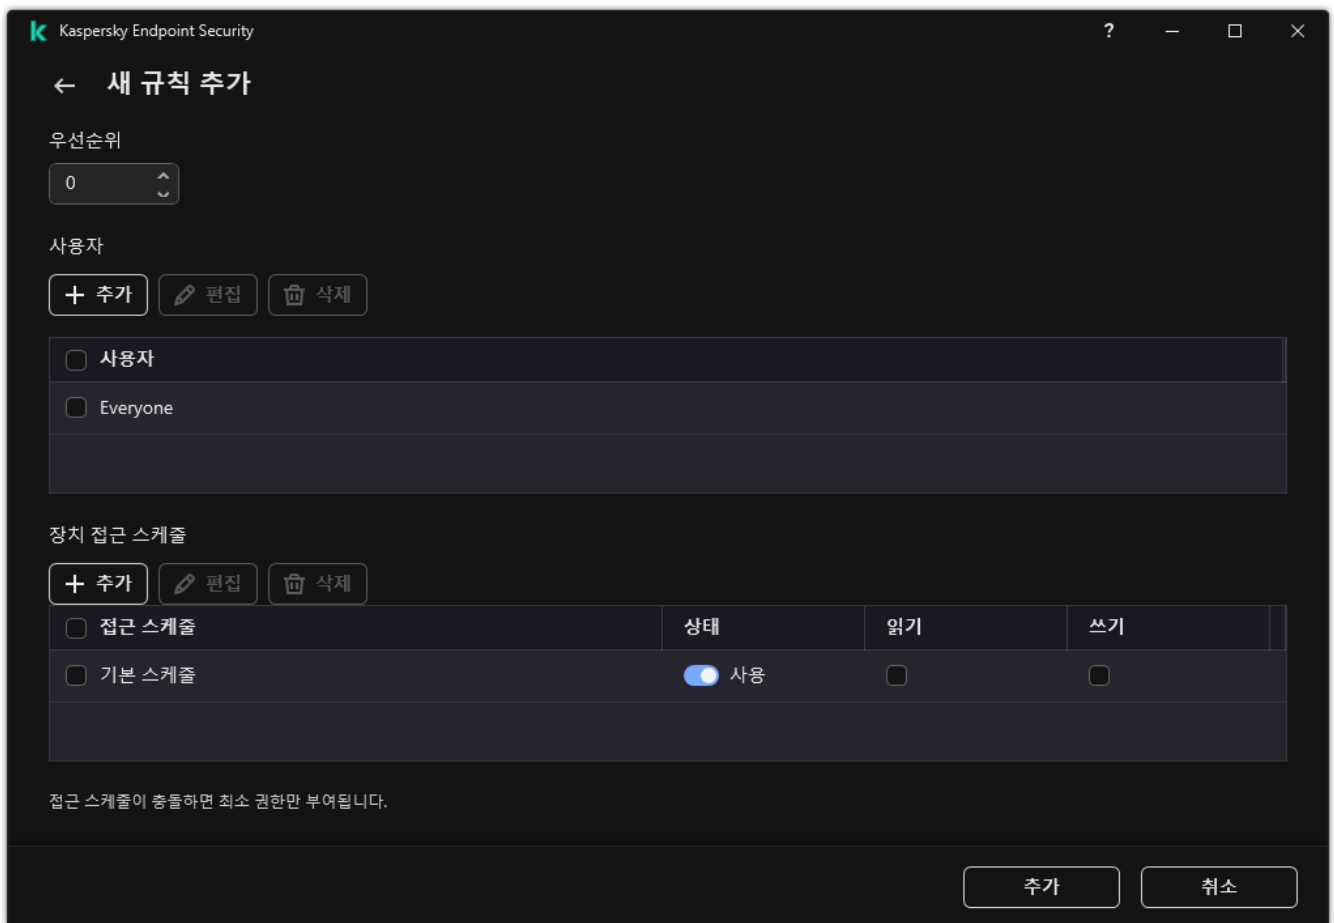 Kaspersky Endpoint Security ?
새 규칙 추가
우선순위
0
사용자
추가 편집 삭제
사용자
Everyone
장치 접근 스케줄
추가 편집 삭제
접근 스케줄 상태 읽기 쓰기
기본 스케줄 사용
접근 스케줄이 충돌하면 최소 권한만 부여됩니다.
추가 취소